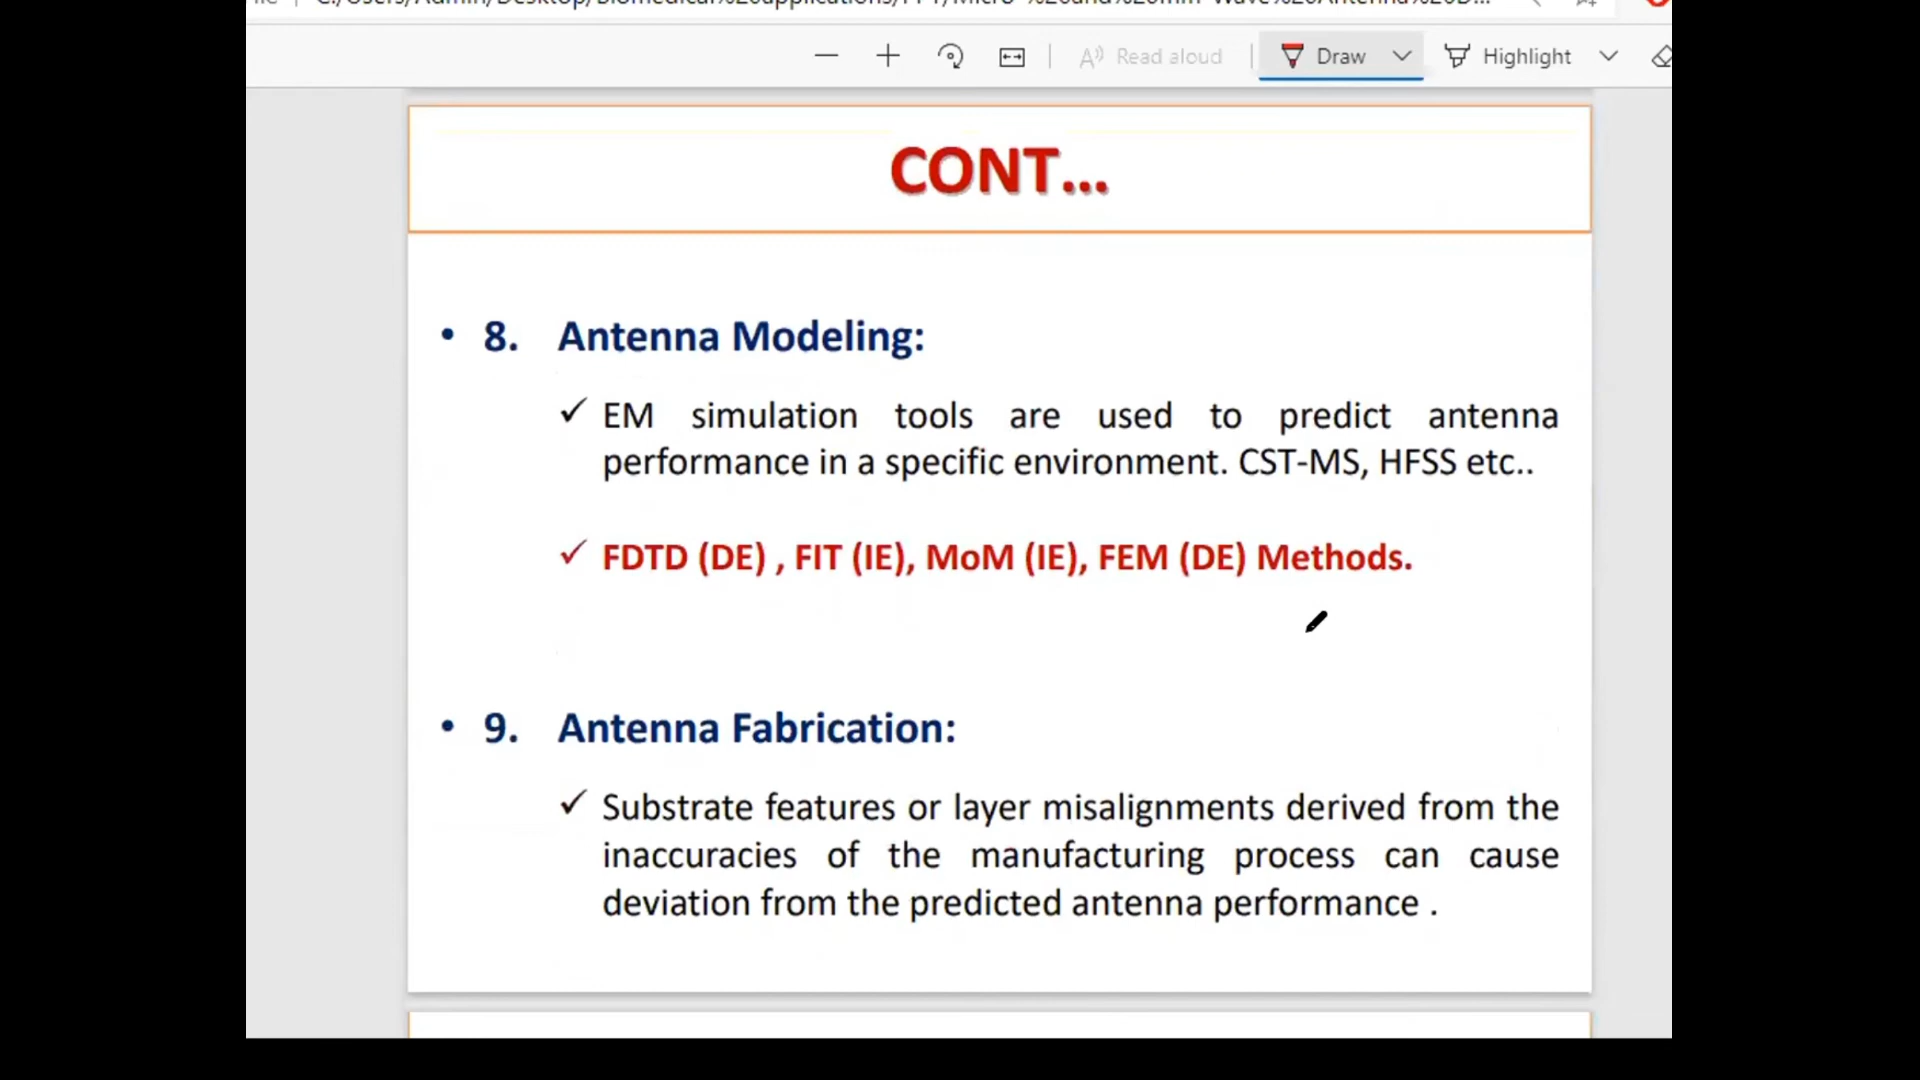 Read aloud
Draw
Highlight
CONT...
• 8. Antenna Modeling:
✓ EM simulation tools are used to predict antenna
performance in a specific environment. CST-MS, HFSS etc..
✓ FDTD (DE) , FIT (IE), MoM (IE), FEM (DE) Methods.
• 9. Antenna Fabrication:
✓ Substrate features or layer misalignments derived from the
inaccuracies of the manufacturing process can cause
deviation from the predicted antenna performance .